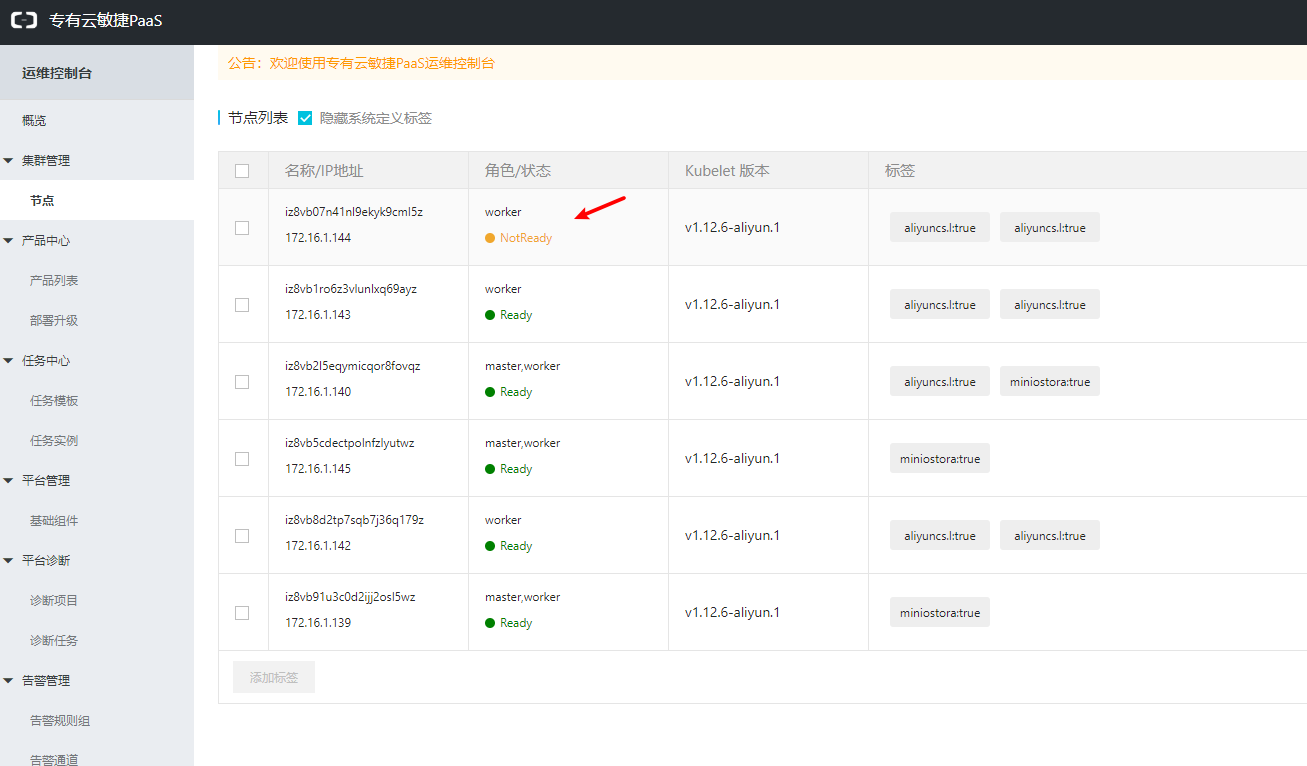 专有云敏捷PaaS
运维控制台
概览
集群管理
节点
产品中心
产品列表
部署升级
任务中心
任务模板
任务实例
平台管理
基础组件
平台诊断
诊断项目
诊断任务
告警管理
告警规则组
告警通道
公告：欢迎使用专有云敏捷PaaS运维控制台
节点列表 隐藏系统定义标签
名称/IP地址 角色/状态 Kubelet 版本 标签
iz8vb07n41nl9ekyk9cml5z worker
172.16.1.144 NotReady v1.12.6-aliyun.1 aliyuncs.l:true aliyuncs.l:true
iz8vb1ro6z3vlunlxq69ayz worker
172.16.1.143 Ready v1.12.6-aliyun.1 aliyuncs.l:true aliyuncs.l:true
iz8vb2l5eqymicqor8fovqz master,worker
172.16.1.140 Ready v1.12.6-aliyun.1 aliyuncs.l:true miniostora:true
iz8vb5cdectpolnfzlyutwz master,worker
172.16.1.145 Ready v1.12.6-aliyun.1 miniostora:true
iz8vb8d2tp7sqb7j36q179z worker
172.16.1.142 Ready v1.12.6-aliyun.1 aliyuncs.l:true aliyuncs.l:true
iz8vb91u3c0d2ijj2osl5wz master,worker
172.16.1.139 Ready v1.12.6-aliyun.1 miniostora:true
添加标签